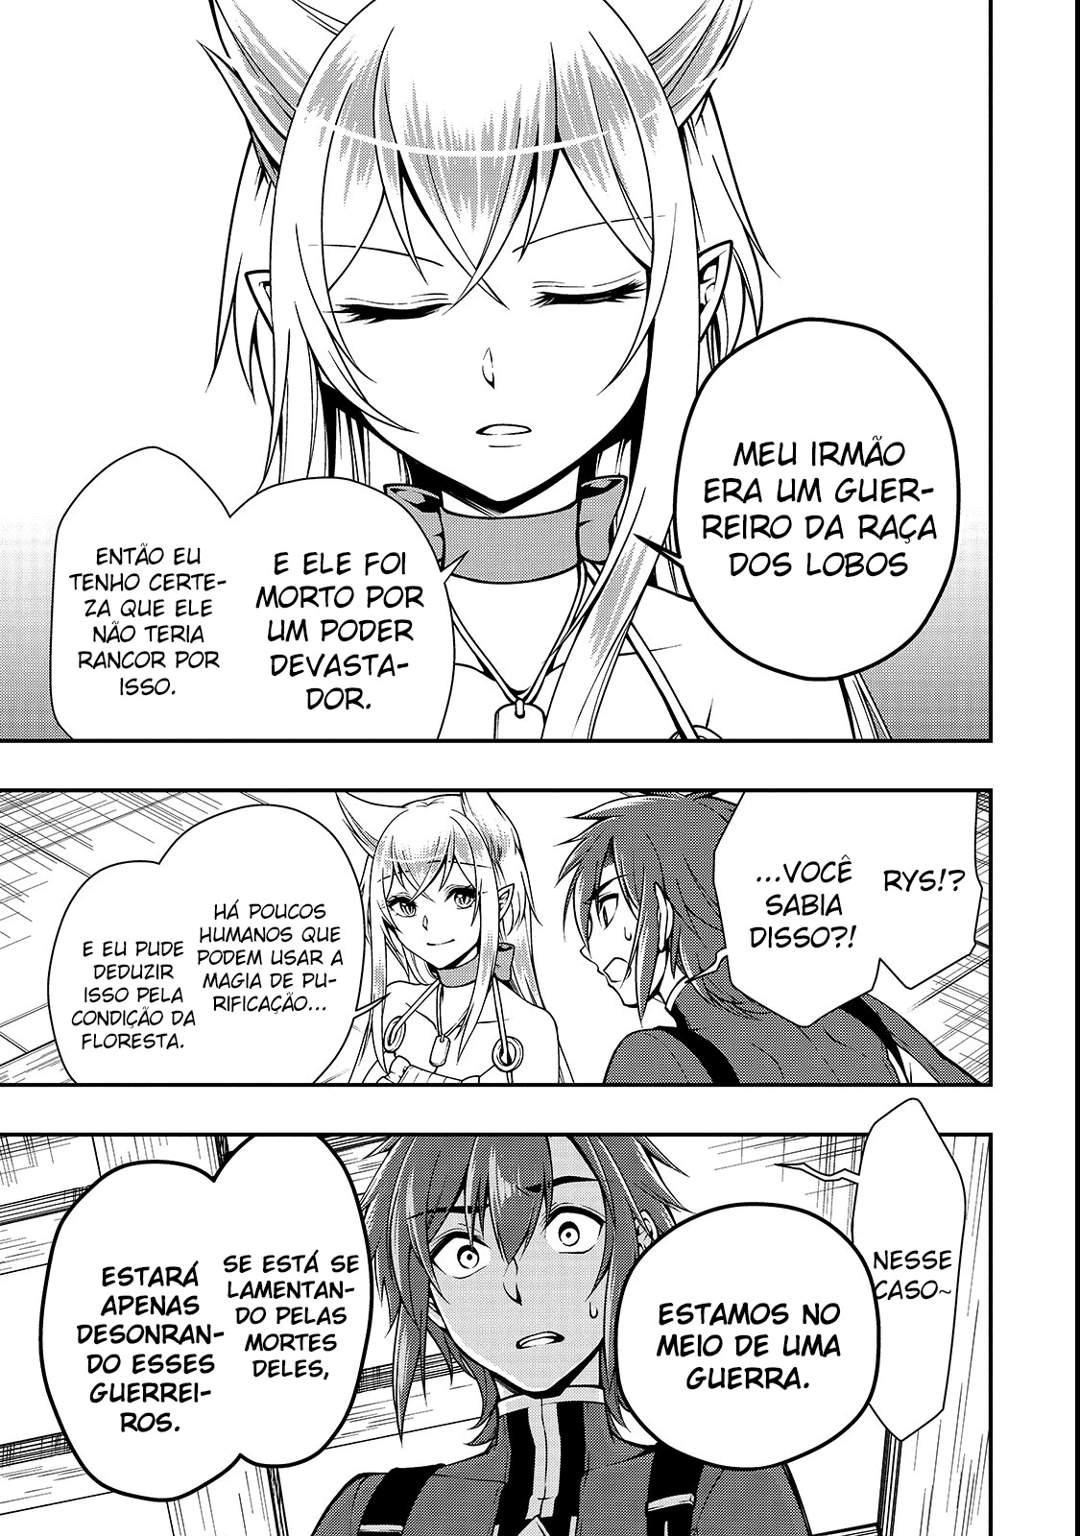 MEU IRMÃO
ERA UM GUER-
REIRO DA RAÇA
DOS LOBOS
E ELE FOI
MORTO POR
UM PODER
DEVASTA-
DOR.
ENTÃO EU
TENHO CERTE-
ZA QUE ELE
NÃO TERIA
RANCOR POR
ISSO.
RYS!?
...VOCÊ
SABIA
DISSO?!
HÁ POUCOS
HUMANOS QUE
PODEM USAR A
MAGIA DE PU-
RIFICAÇÃO...
E EU PUDE
DEDUZIR
ISSO PELA
CONDIÇÃO DA
FLORESTA.
NESSE
CASO~
ESTAMOS NO
MEIO DE UMA
GUERRA.
SE ESTÁ SE
LAMENTAN-
DO PELAS
MORTES
DELES,
ESTARÁ
APENAS
DESONRAN-
DO ESSES
GUERREI-
ROS.